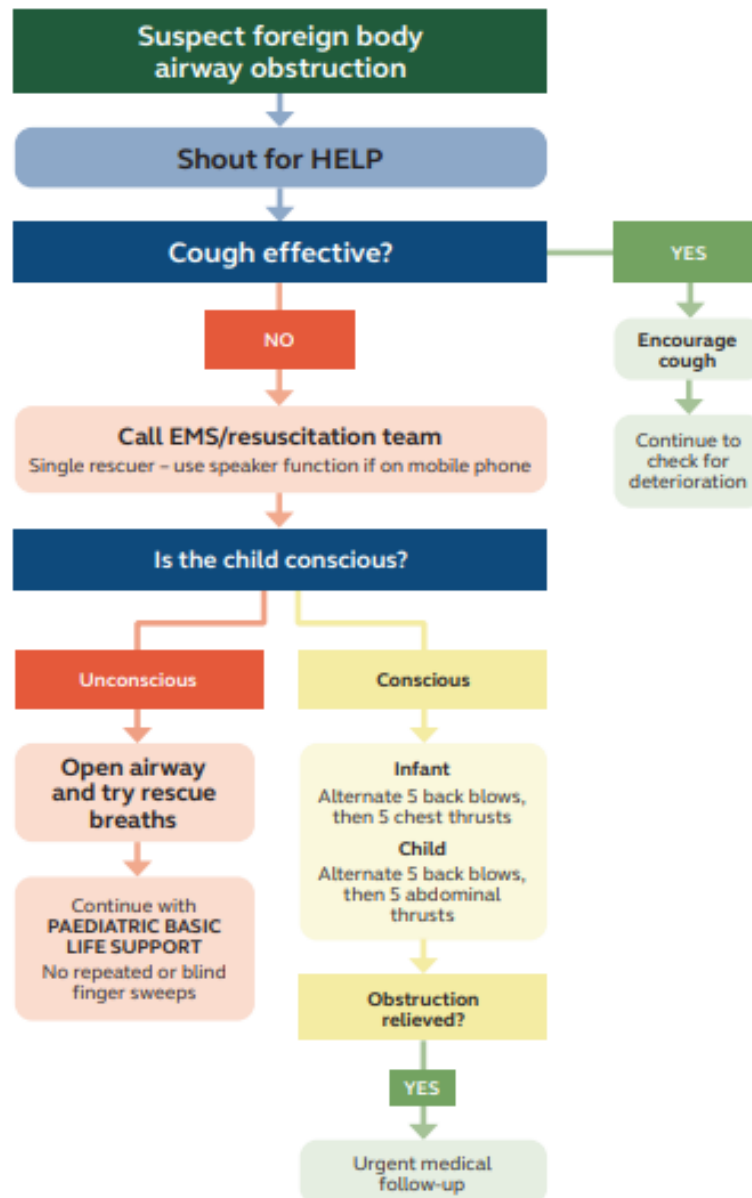 Suspect foreign body
airway obstruction
Shout for HELP
Cough effective?
YES
Encourage
cough
Continue to
check for
deterioration
NO
Call EMS/resuscitation team
Single rescuer – use speaker function if on mobile phone
Is the child conscious?
Unconscious
Open airway
and try rescue
breaths
Continue with
PAEDIATRIC BASIC
LIFE SUPPORT
No repeated or blind
finger sweeps
Conscious
Infant
Alternate 5 back blows,
then 5 chest thrusts
Child
Alternate 5 back blows,
then 5 abdominal
thrusts
Obstruction
relieved?
YES
Urgent medical
follow-up